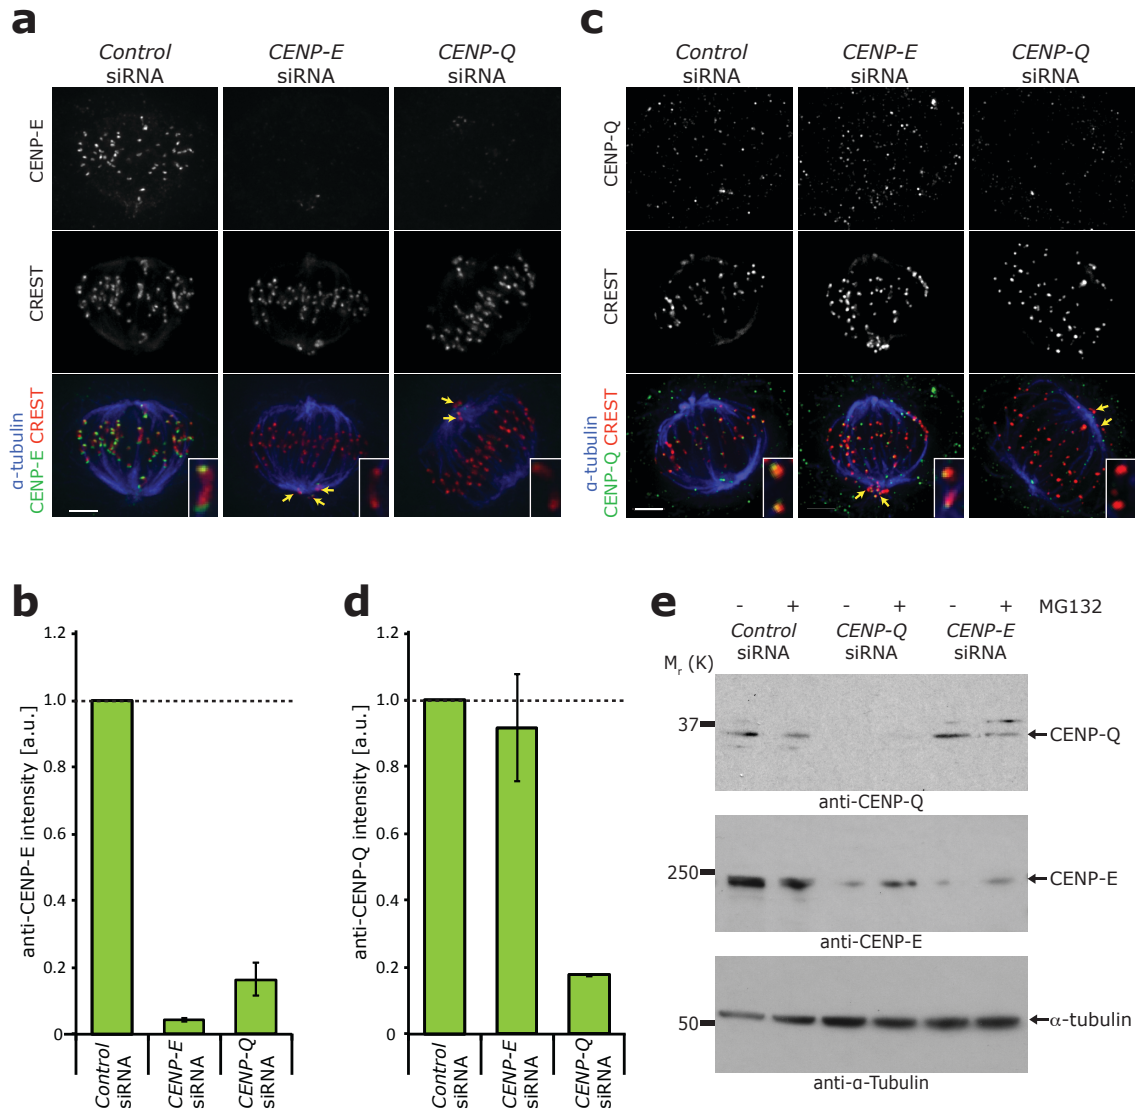 a
Control siRNA
CENP-E siRNA
CENP-Q siRNA
CENP-E
CREST
α-tubulin
CENP-E CREST
c
Control siRNA
CENP-E siRNA
CENP-Q siRNA
CENP-Q
CREST
α-tubulin
CENP-Q CREST
b
anti-CENP-E intensity [a.u.]
1.2
1.0
0.8
0.6
0.4
0.2
0
Control siRNA
CENP-E siRNA
CENP-Q siRNA
d
anti-CENP-Q intensity [a.u.]
1.2
1.0
0.8
0.6
0.4
0.2
0
Control siRNA
CENP-E siRNA
CENP-Q siRNA
e
- + - + - + MG132
Control CENP-Q CENP-E
siRNA siRNA siRNA
Mr (K)
37
CENP-Q
anti-CENP-Q
250
CENP-E
anti-CENP-E
50
α-tubulin
anti-α-Tubulin